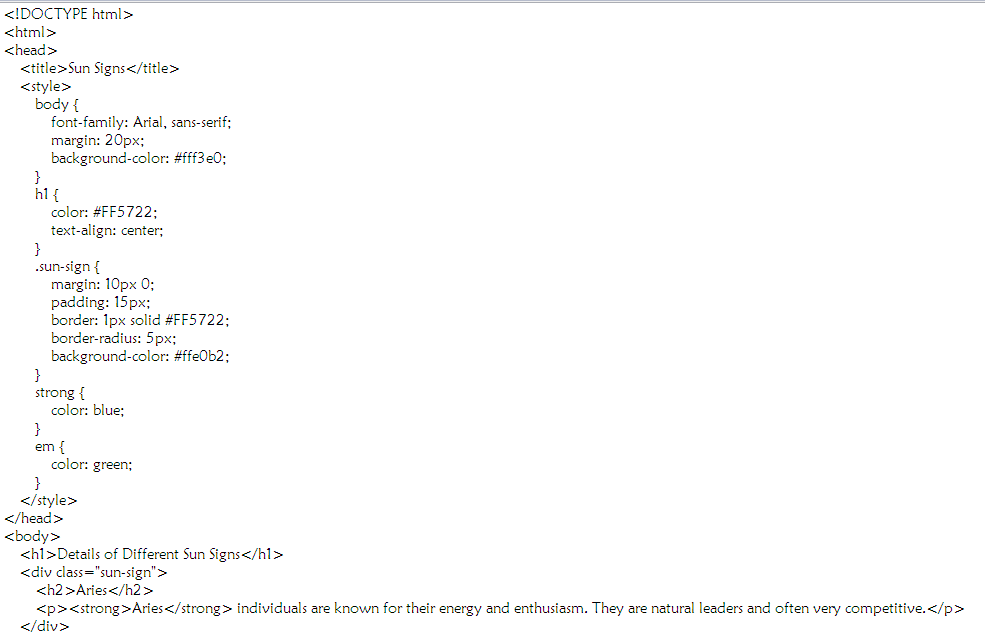 <!DOCTYPE html>
<html>
<head>
<title>Sun Signs</title>
<style>
body {
font-family: Arial, sans-serif;
margin: 20px;
background-color: #fff3e0;
}
h1 {
color: #FF5722;
text-align: center;
}
.sun-sign {
margin: 10px 0;
padding: 15px;
border: 1px solid #FF5722;
border-radius: 5px;
background-color: #ffe0b2;
}
strong {
color: blue;
}
em {
color: green;
}
</style>
</head>
<body>
<h1>Details of Different Sun Signs</h1>
<div class="sun-sign">
<h2>Aries</h2>
<p><strong>Aries</strong> individuals are known for their energy and enthusiasm. They are natural leaders and often very competitive.</p>
</div>